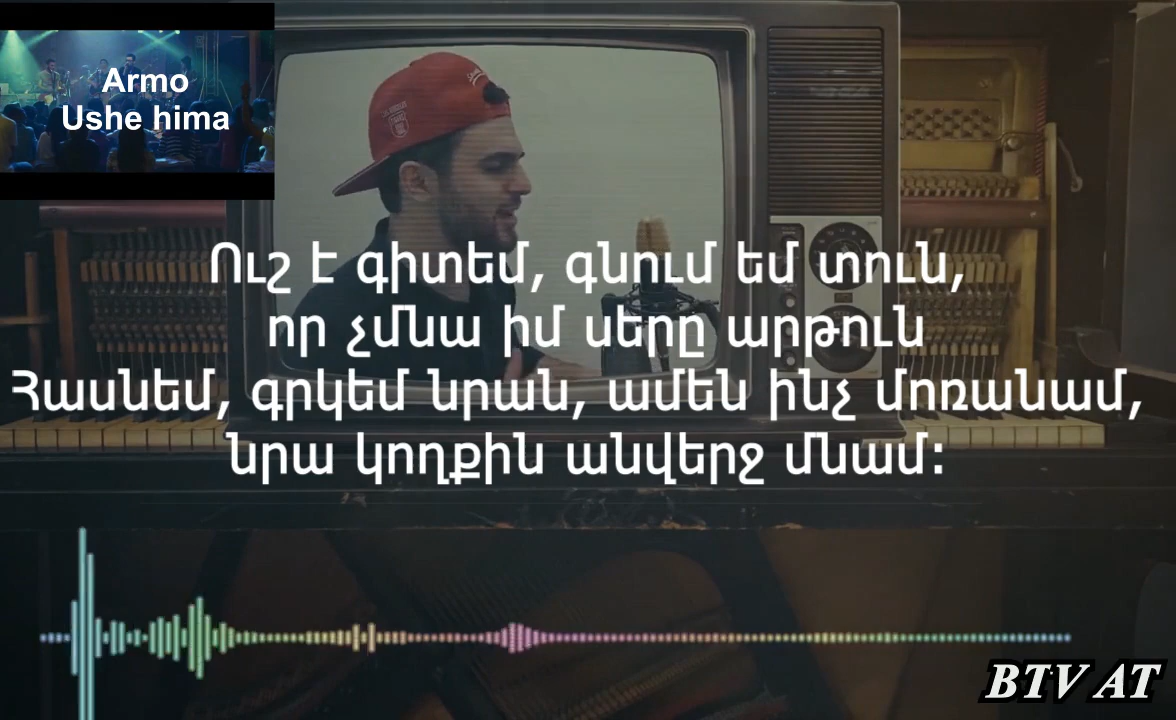 Armo
Ushe hima
Ուշ է գիտեմ, գնում եմ տուն,
որ չմնա իմ սերը արթուն
Հասնեմ, գրկեմ նրան, ամեն ինչ մոռանամ,
նրա կողքին անվերջ մնամ:
BTV AT